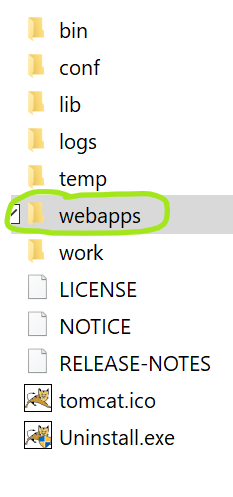 bin
conf
lib
logs
temp
webapps
work
LICENSE
NOTICE
RELEASE-NOTES
tomcat.ico
Uninstall.exe